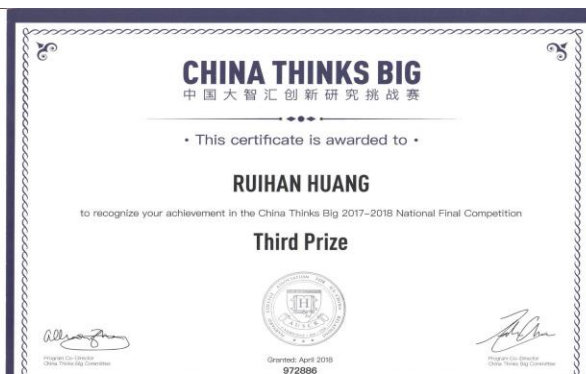 CHINA THINKS BIG
中国大智汇创新研究挑战赛
• This certificate is awarded to •
RUIHAN HUANG
to recognize your achievement in the China Thinks Big 2017-2018 National Final Competition
Third Prize
Granted: April 2018
972886
Program Co-Director
China Thinks Big Committee
Program Co-Director
China Thinks Big Committee